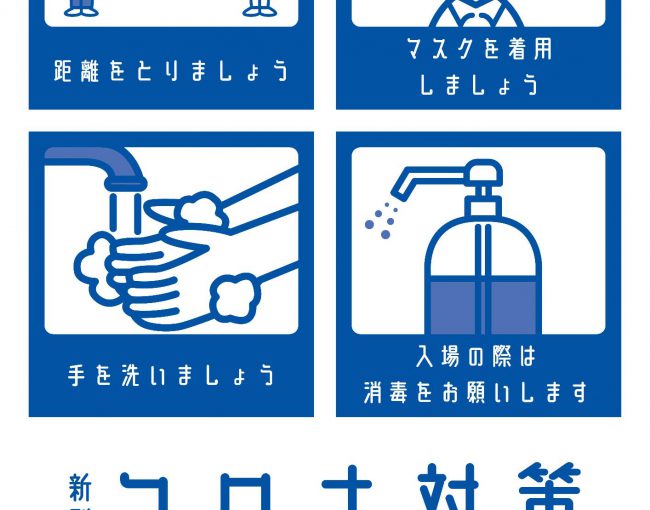 距離をとりましょう
マスクを着用
しましょう
手を洗いましょう
入場の際は
消毒をお願いします
新
コロナ対策